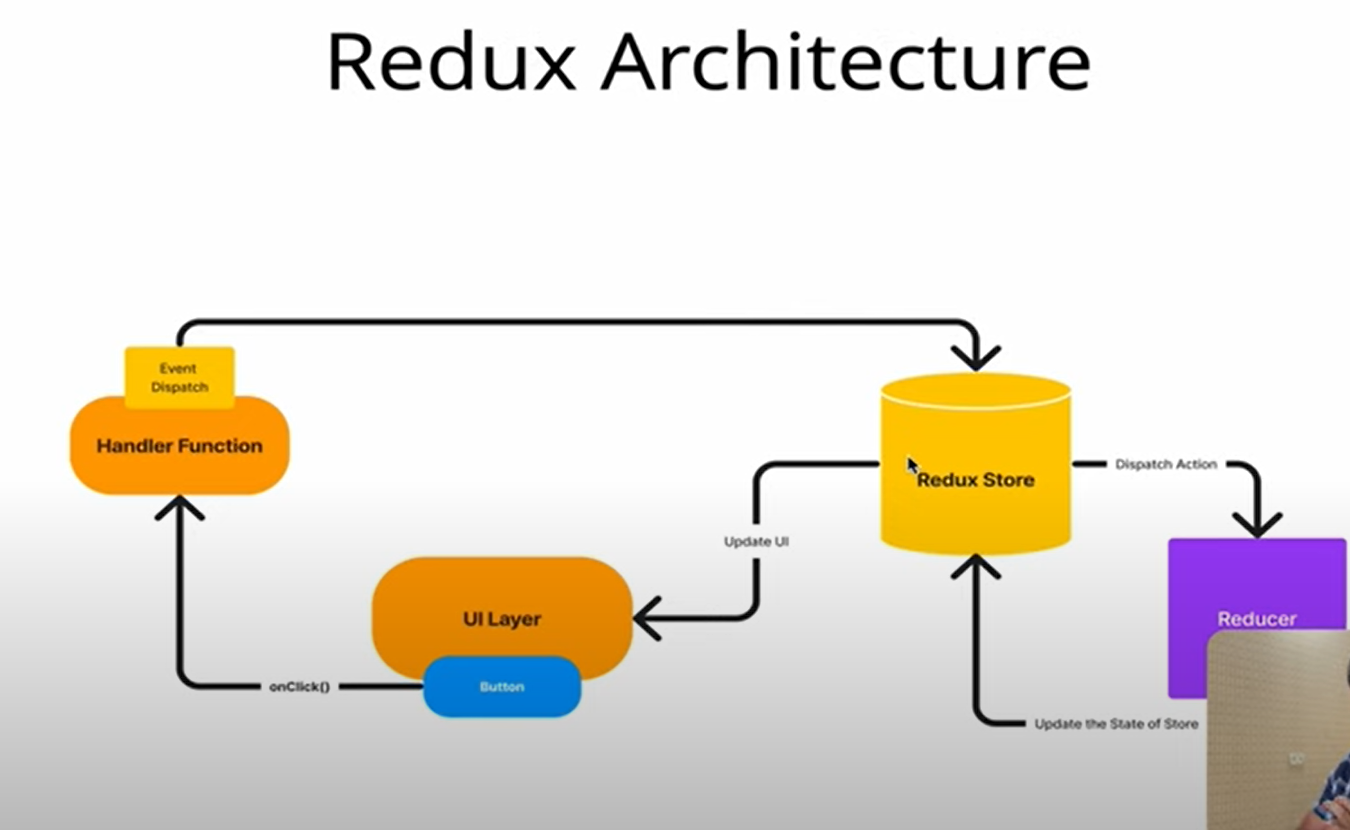 Redux Architecture
Event
Dispatch
Handler Function
Redux Store
Dispatch Action
Update UI
UI Layer
Reducer
onClick()
Button
Update the State of Store